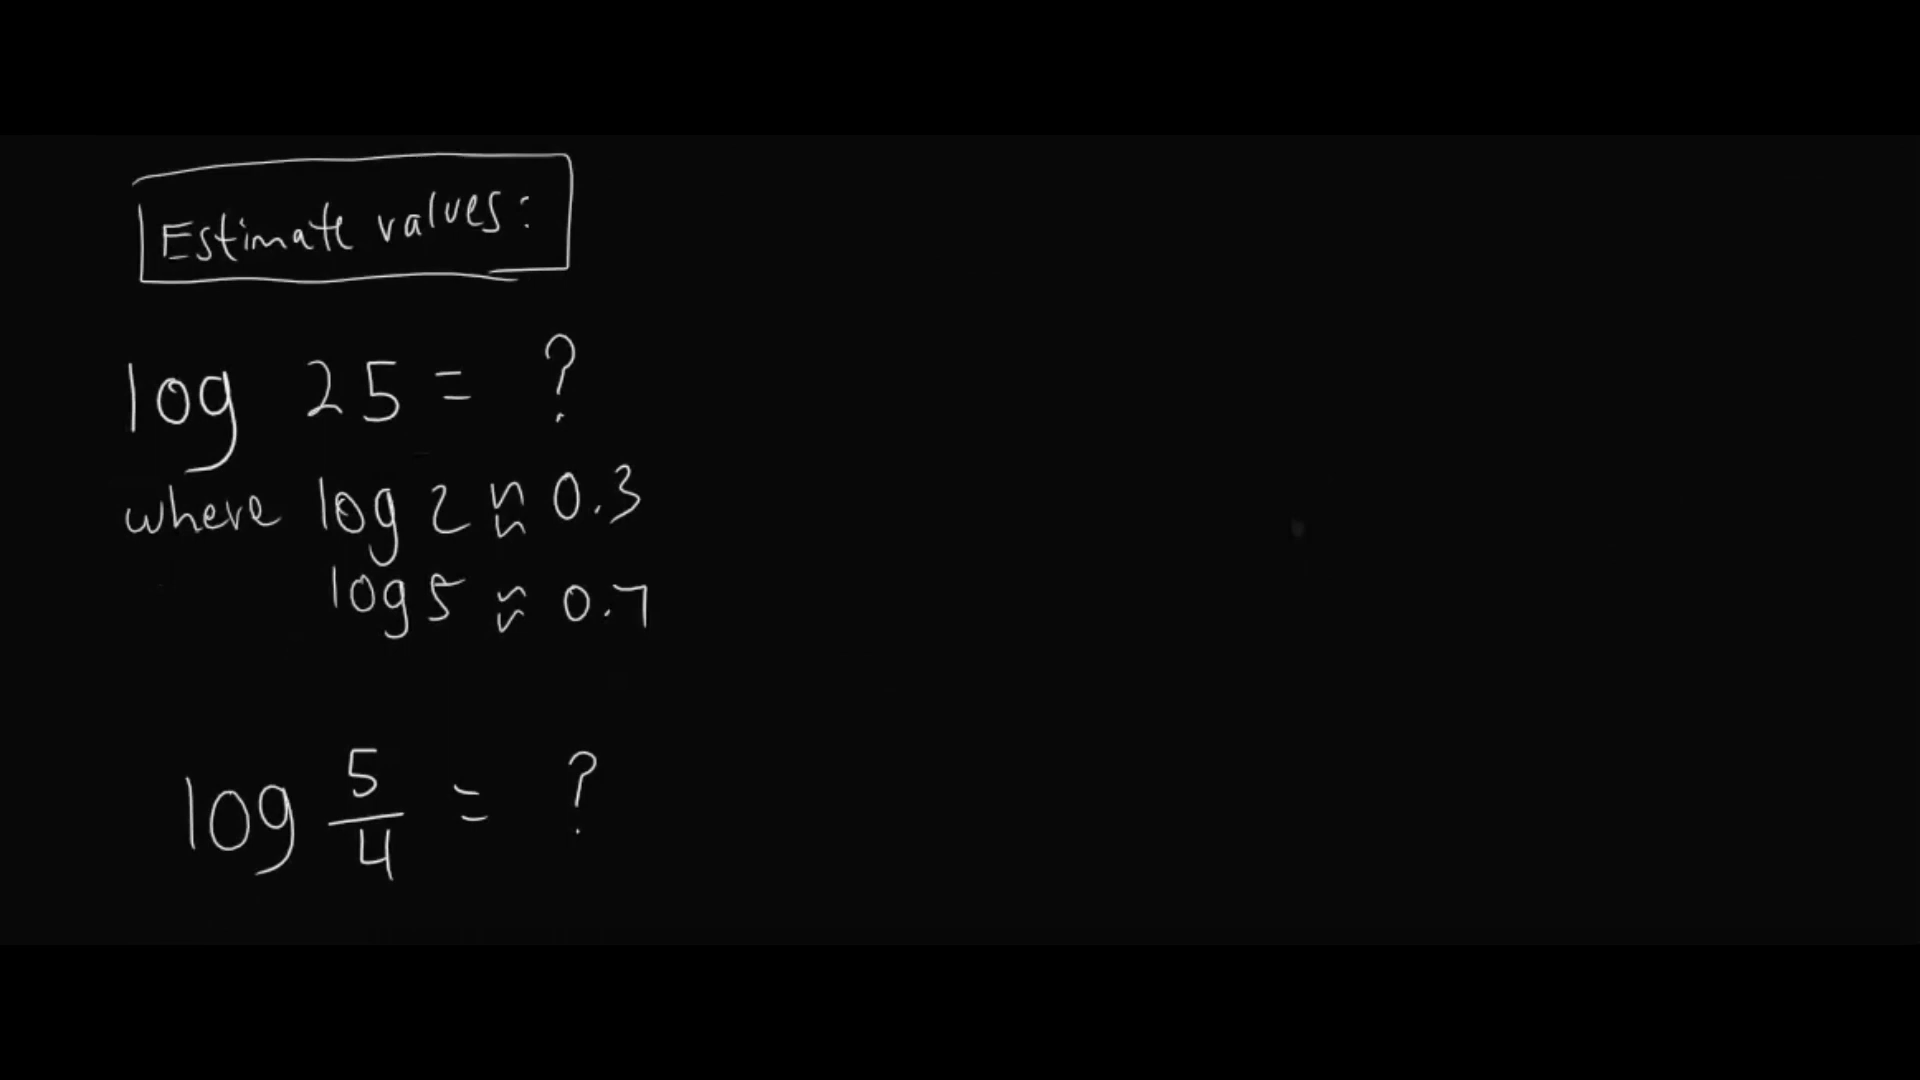 Estimate values:
log 25 = ?
where log 2 ≈ 0.3
log 5 ≈ 0.7
log 5/4 = ?